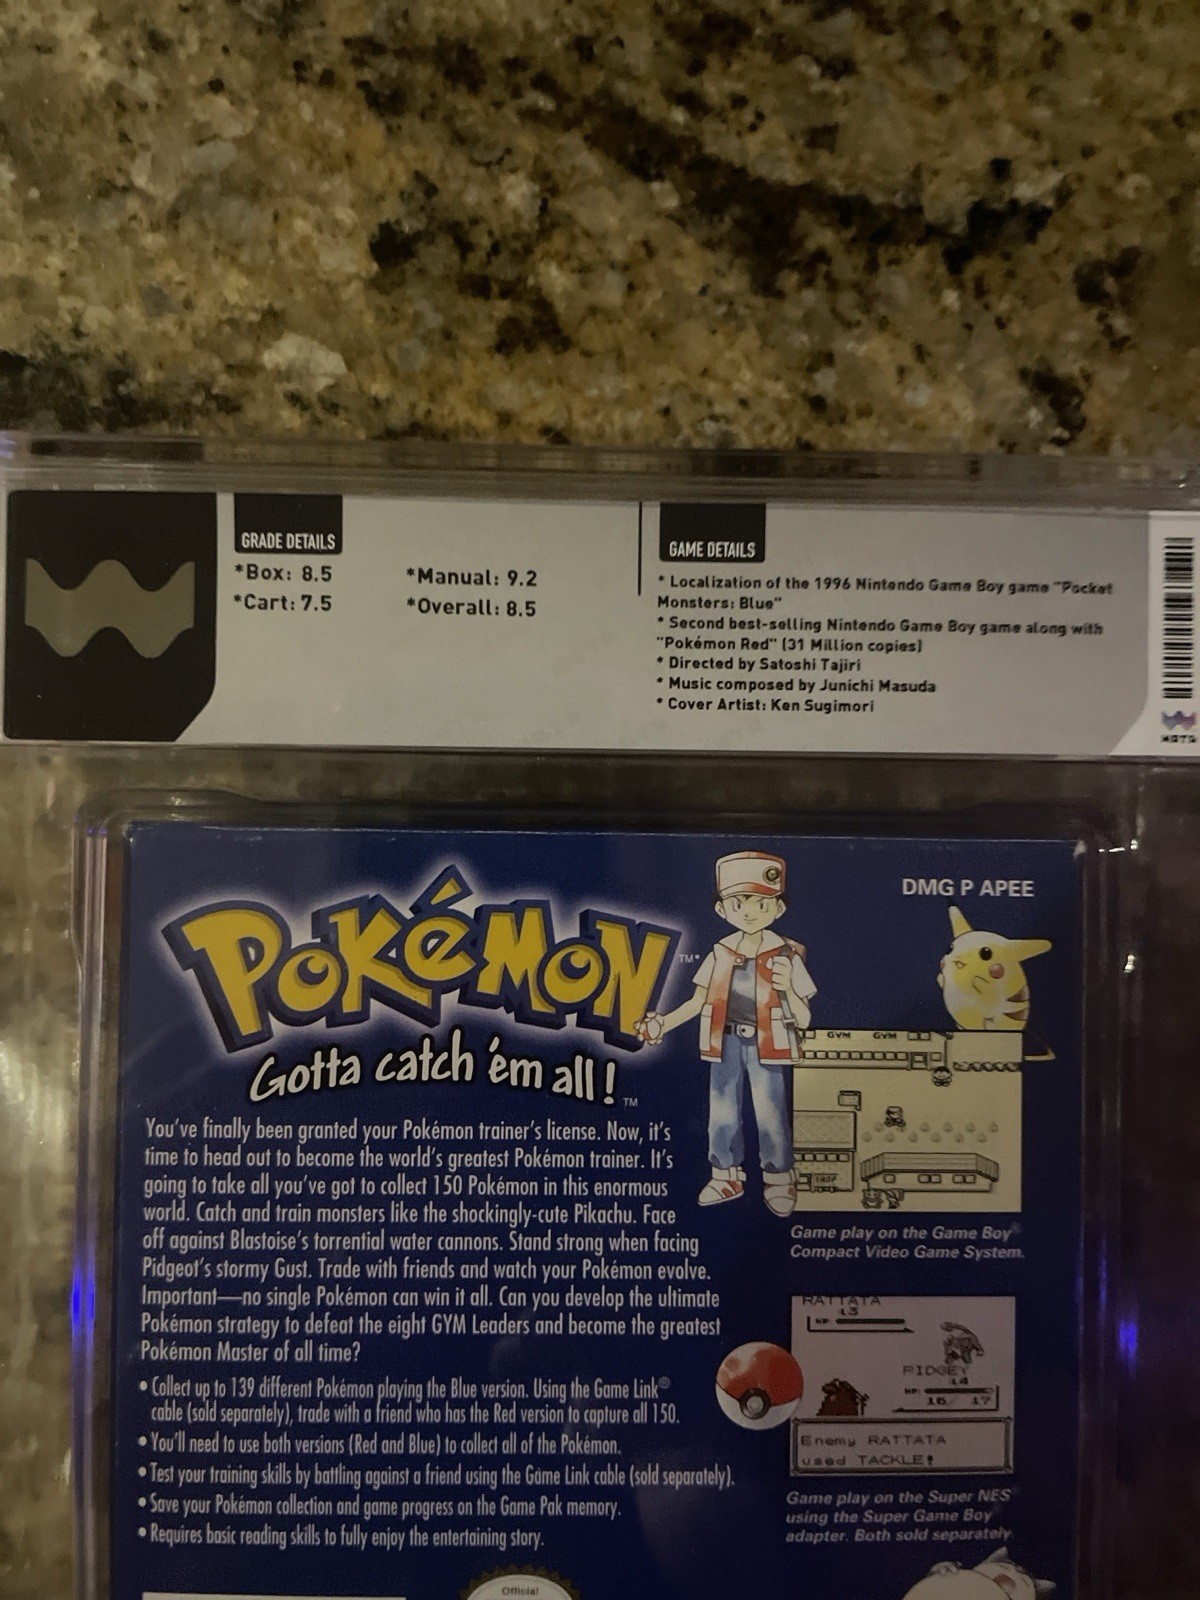 GRADE DETAILS
*Box: 8.5
*Manual: 9.2
*Cart: 7.5
*Overall: 8.5
GAME DETAILS
* Localization of the 1996 Nintendo Game Boy game "Pocket
Monsters: Blue"
* Second best-selling Nintendo Game Boy game along with
"Pokémon Red" (31 Million copies)
* Directed by Satoshi Tajiri
* Music composed by Junichi Masuda
* Cover Artist: Ken Sugimori
WATA
POKéMON
TM*
Gotta catch 'em all!
TM
DMG P APEE
You've finally been granted your Pokémon trainer's license. Now, it's
time to head out to become the world's greatest Pokémon trainer. It's
going to take all you've got to collect 150 Pokémon in this enormous
world. Catch and train monsters like the shockingly-cute Pikachu. Face
off against Blastoise's torrential water cannons. Stand strong when facing
Pidgeot's stormy Gust. Trade with friends and watch your Pokémon evolve.
Important—no single Pokémon can win it all. Can you develop the ultimate
Pokémon strategy to defeat the eight GYM Leaders and become the greatest
Pokémon Master of all time?
• Collect up to 139 different Pokémon playing the Blue version. Using the Game Link®
cable (sold separately), trade with a friend who has the Red version to capture all 150.
• You'll need to use both versions (Red and Blue) to collect all of the Pokémon.
• Test your training skills by battling against a friend using the Game Link cable (sold separately).
• Save your Pokémon collection and game progress on the Game Pak memory.
• Requires basic reading skills to fully enjoy the entertaining story.
GYM GYM
Game play on the Game Boy®
Compact Video Game System.
RATTATA
HP:
PIDGEY
HP:
16/ 17
Enemy RATTATA
used TACKLE!
Game play on the Super NES®
using the Super Game Boy®
adapter. Both sold separately.
Official